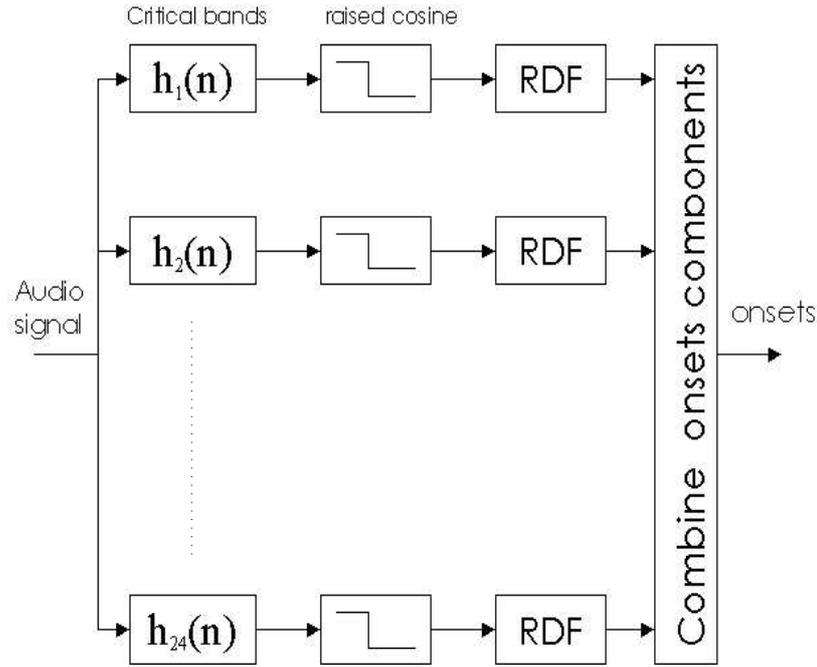 Critical bands
raised cosine
h1(n)
RDF
h2(n)
RDF
Audio
signal
h24(n)
RDF
Combine onsets components
onsets